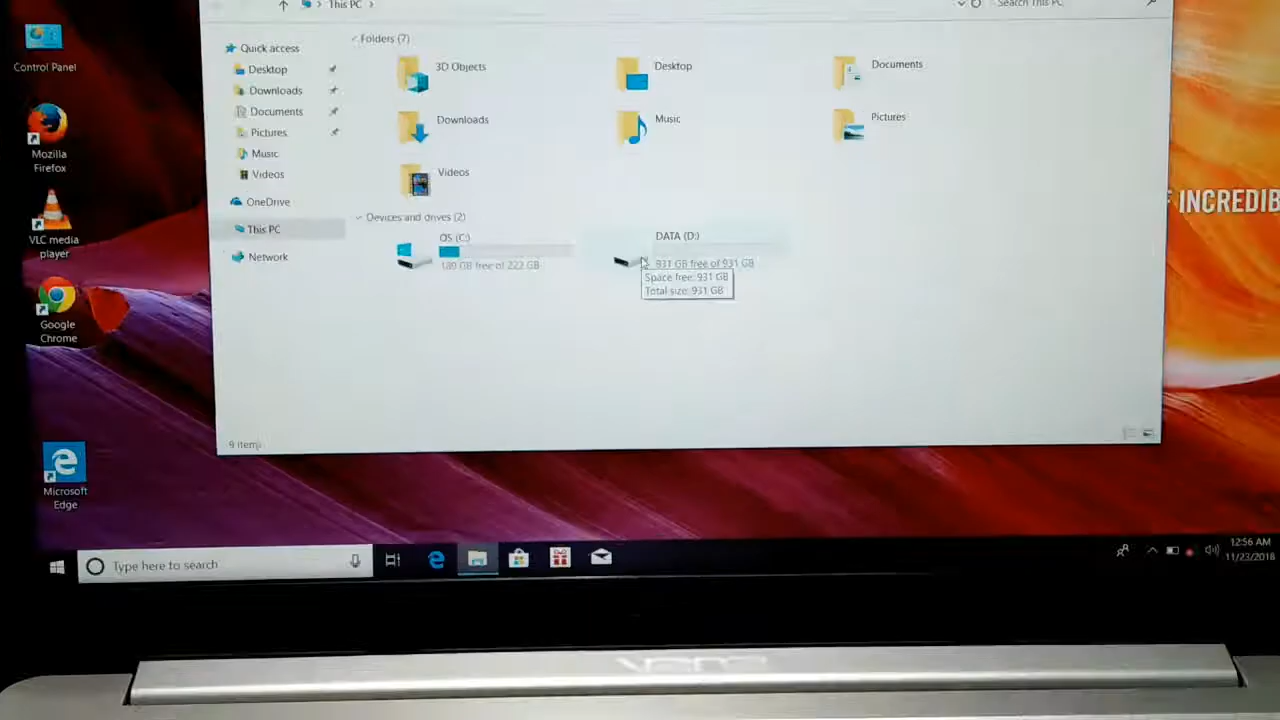 This PC
Search This PC
Control Panel
Mozilla
Firefox
VLC media
player
Google
Chrome
Microsoft
Edge
Quick access
Desktop
Downloads
Documents
Pictures
Music
Videos
OneDrive
This PC
Network
Folders (7)
3D Objects
Desktop
Documents
Downloads
Music
Pictures
Videos
Devices and drives (2)
OS (C:)
189 GB free of 222 GB
DATA (D:)
931 GB free of 931 GB
Space free: 931 GB
Total size: 931 GB
INCREDIB
9 items
Type here to search
12:56 AM
11/23/2018